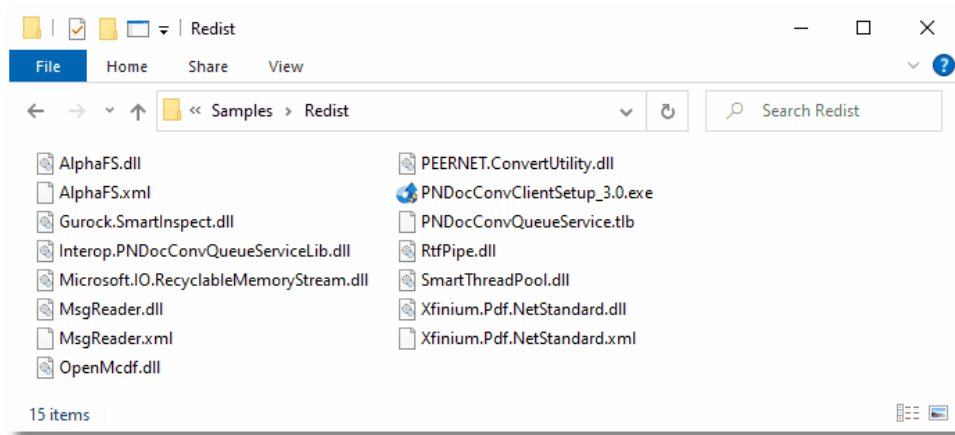 Redist
File Home Share View
« Samples > Redist Search Redist
AlphaFS.dll
AlphaFS.xml
Gurock.SmartInspect.dll
Interop.PNDocConvQueueServiceLib.dll
Microsoft.IO.RecyclableMemoryStream.dll
MsgReader.dll
MsgReader.xml
OpenMcdf.dll
PEERNET.ConvertUtility.dll
PNDocConvClientSetup_3.0.exe
PNDocConvQueueService.tlb
RtfPipe.dll
SmartThreadPool.dll
Xfinium.Pdf.NetStandard.dll
Xfinium.Pdf.NetStandard.xml
15 items